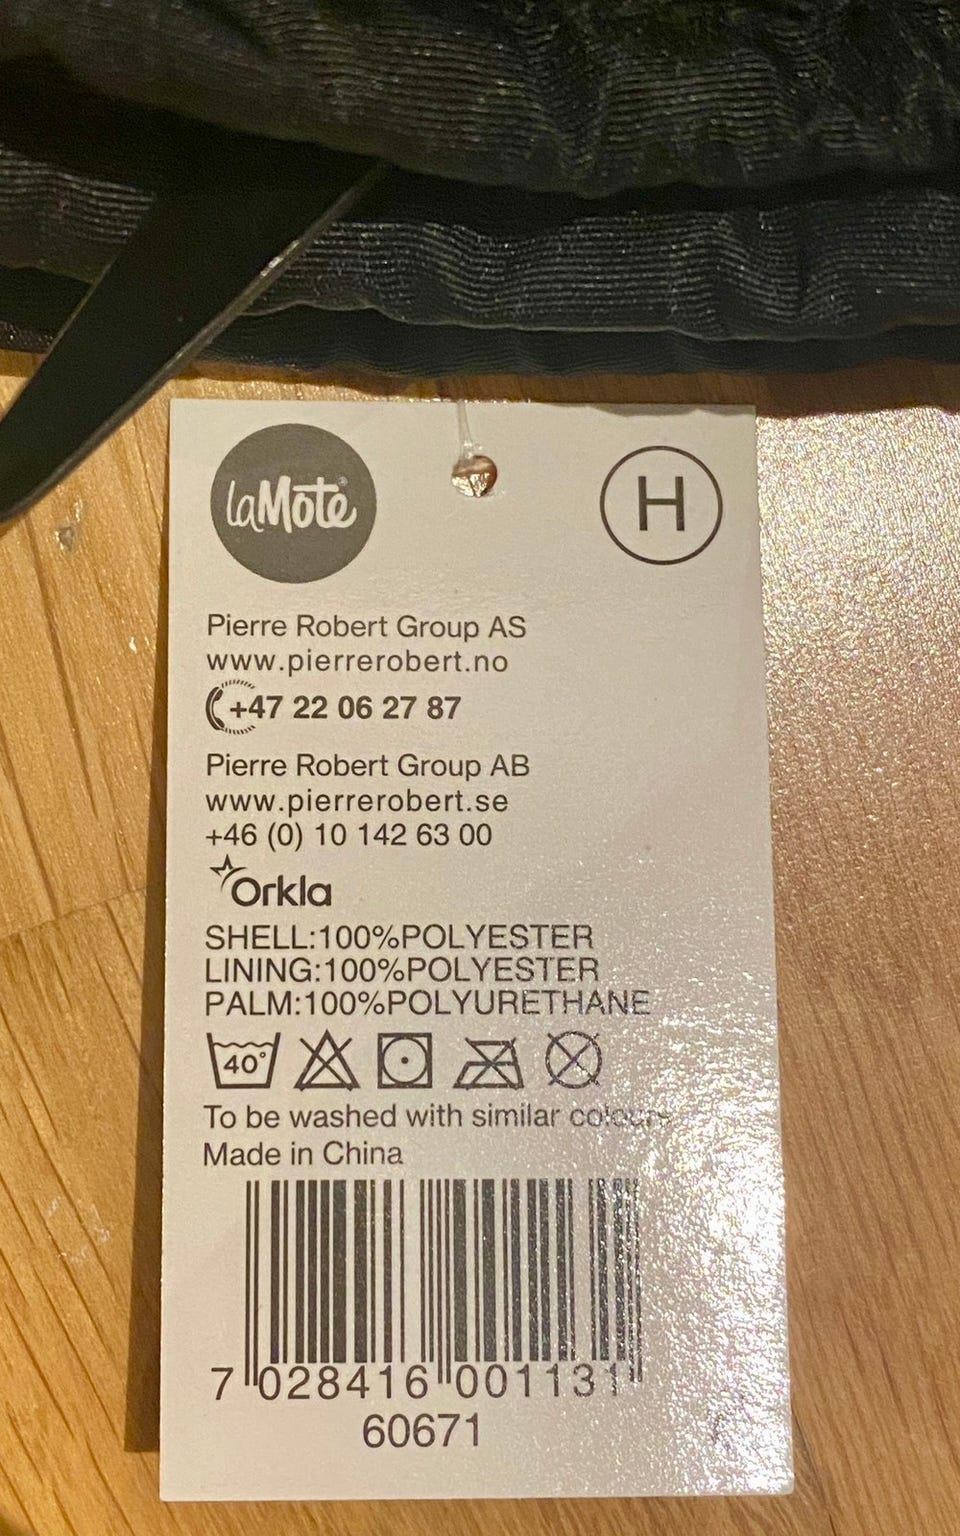 laMote®
H
Pierre Robert Group AS
www.pierrerobert.no
+47 22 06 27 87
Pierre Robert Group AB
www.pierrerobert.se
+46 (0) 10 142 63 00
Orkla
SHELL:100%POLYESTER
LINING:100%POLYESTER
PALM:100%POLYURETHANE
40°
To be washed with similar colours
Made in China
7 028416 001131
60671